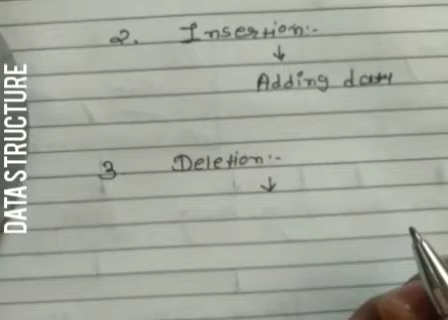 2. Insertion:-
↓
Adding data
3 Deletion:-
↓
DATA STRUCTURE